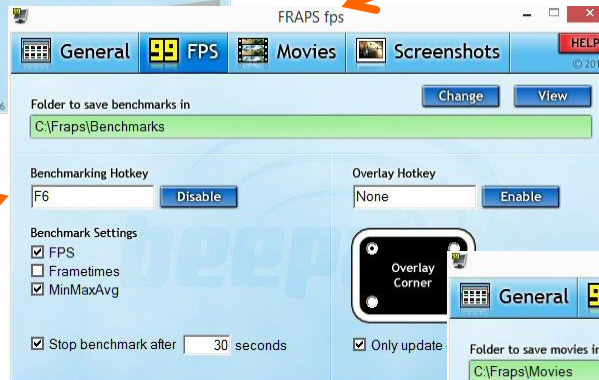 FRAPS fps
General 99 FPS Movies Screenshots HELP
© 201
Folder to save benchmarks in Change View
C:\Fraps\Benchmarks
Benchmarking Hotkey Overlay Hotkey
F6 Disable None Enable
Benchmark Settings
FPS
Frametimes
MinMaxAvg
Overlay
Corner
General
Stop benchmark after 30 seconds Only update
Folder to save movies in
C:\Fraps\Movies